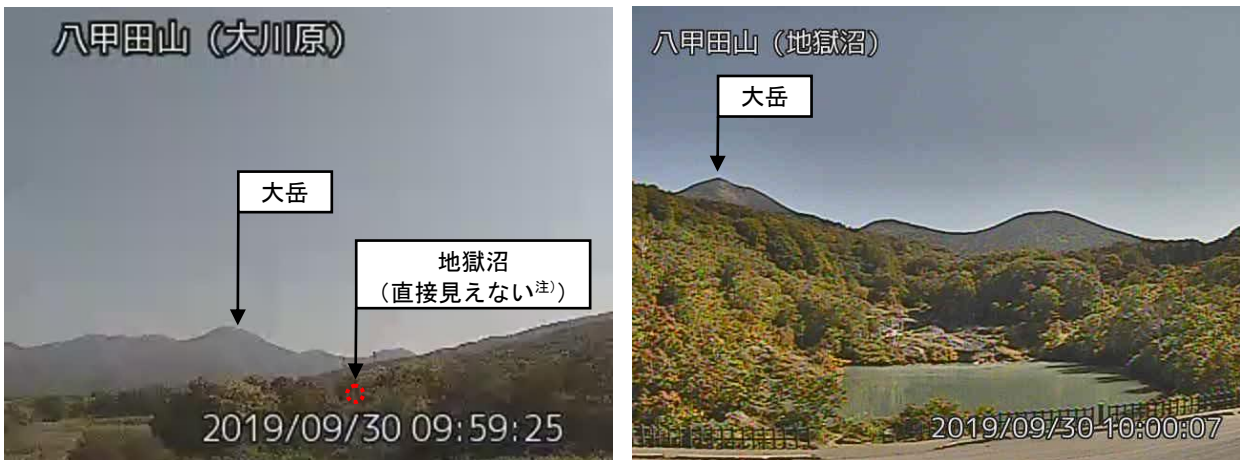 八甲田山（大川原）
大岳
地獄沼
（直接見えない注））
2019/09/30 09:59:25
八甲田山（地獄沼）
大岳
2019/09/30 10:00:07